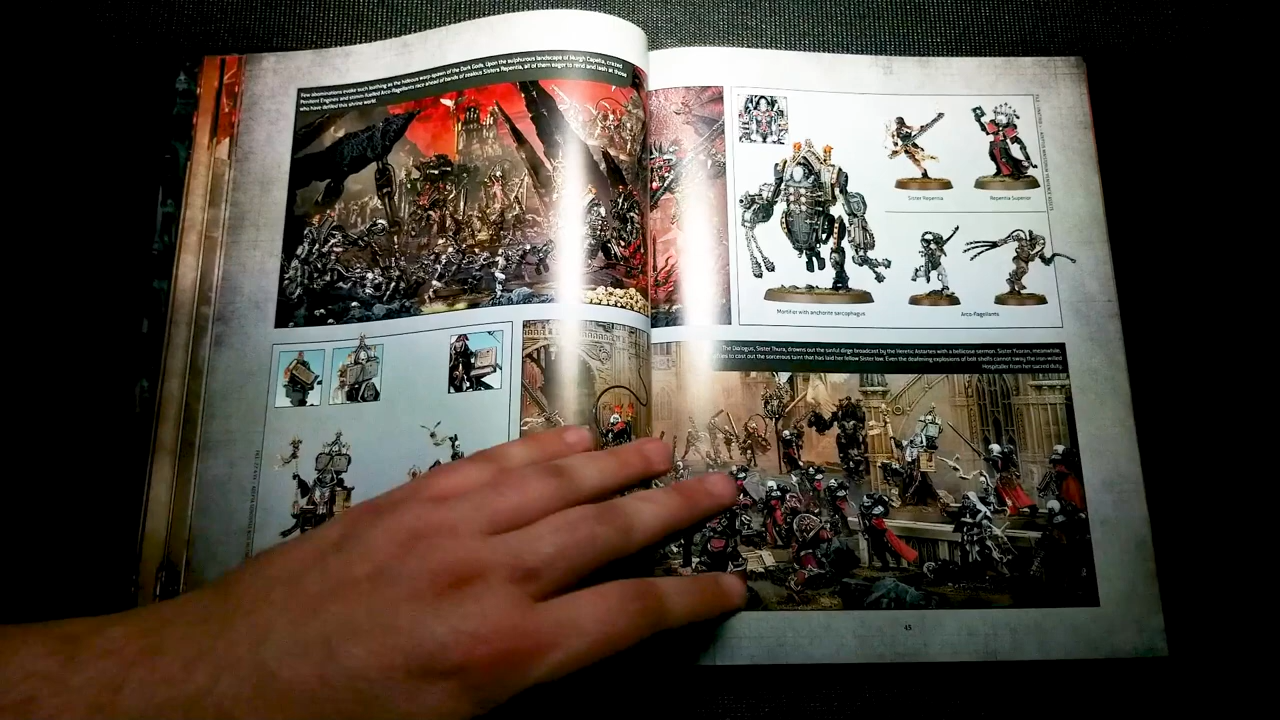 Few abominations evoke such loathing as the hideous warp-spawn of the Dark Gods. Upon the sulphurous landscape of Hurgh Capella, crazed
Penitent Engines and stimm-fuelled Arco-flagellants race ahead of bands of zealous Sisters Repentia, all of them eager to rend and lash at those
who have defiled this shrine world.
Sister Repentia
Repentia Superior
Mortifier with anchorite sarcophagus
Arco-flagellants
The Dialogus, Sister Thura, drowns out the sinful dirge broadcast by the Heretic Astartes with a bellicose sermon. Sister Yvarin, meanwhile,
to cast out the sorcerous taint that has laid her fellow Sister low. Even the deafening explosions of bolt shells cannot sway the iron-willed
Hospitaller from her sacred duty.
45